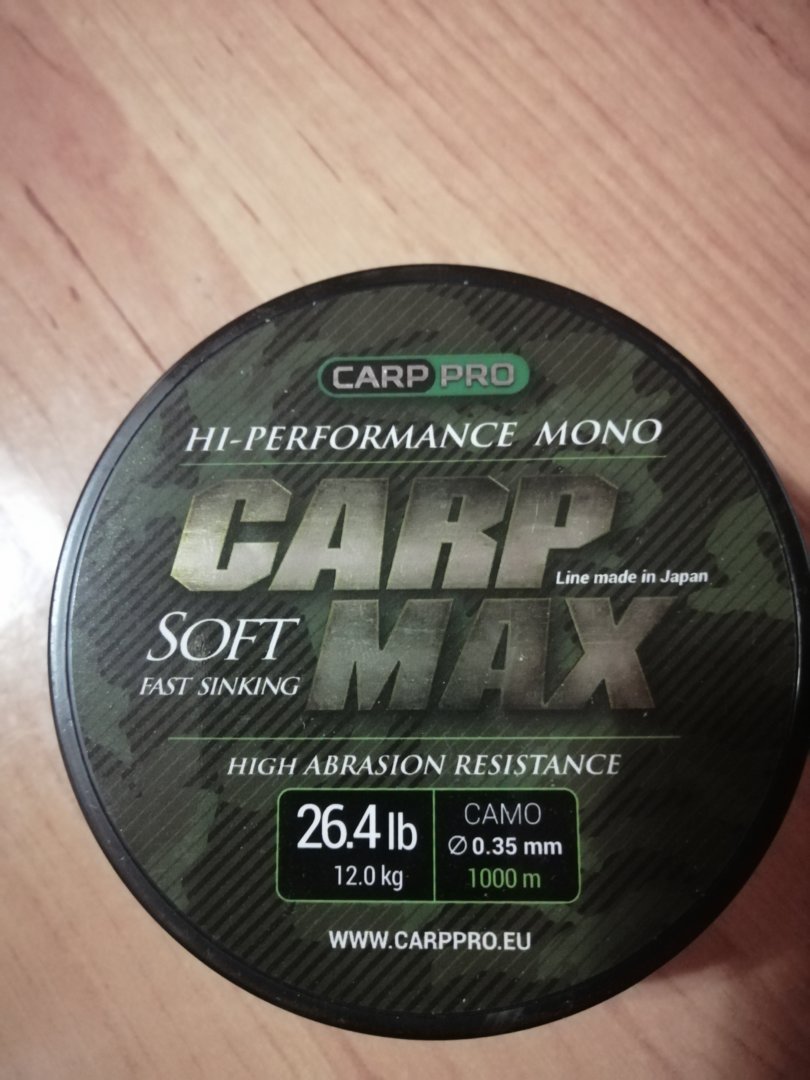 CARP PRO
HI-PERFORMANCE MONO
CARP
Line made in Japan
SOFT
MAX
FAST SINKING
HIGH ABRASION RESISTANCE
26.4 lb
12.0 kg
CAMO
Ø 0.35 mm
1000 m
WWW.CARPPRO.EU